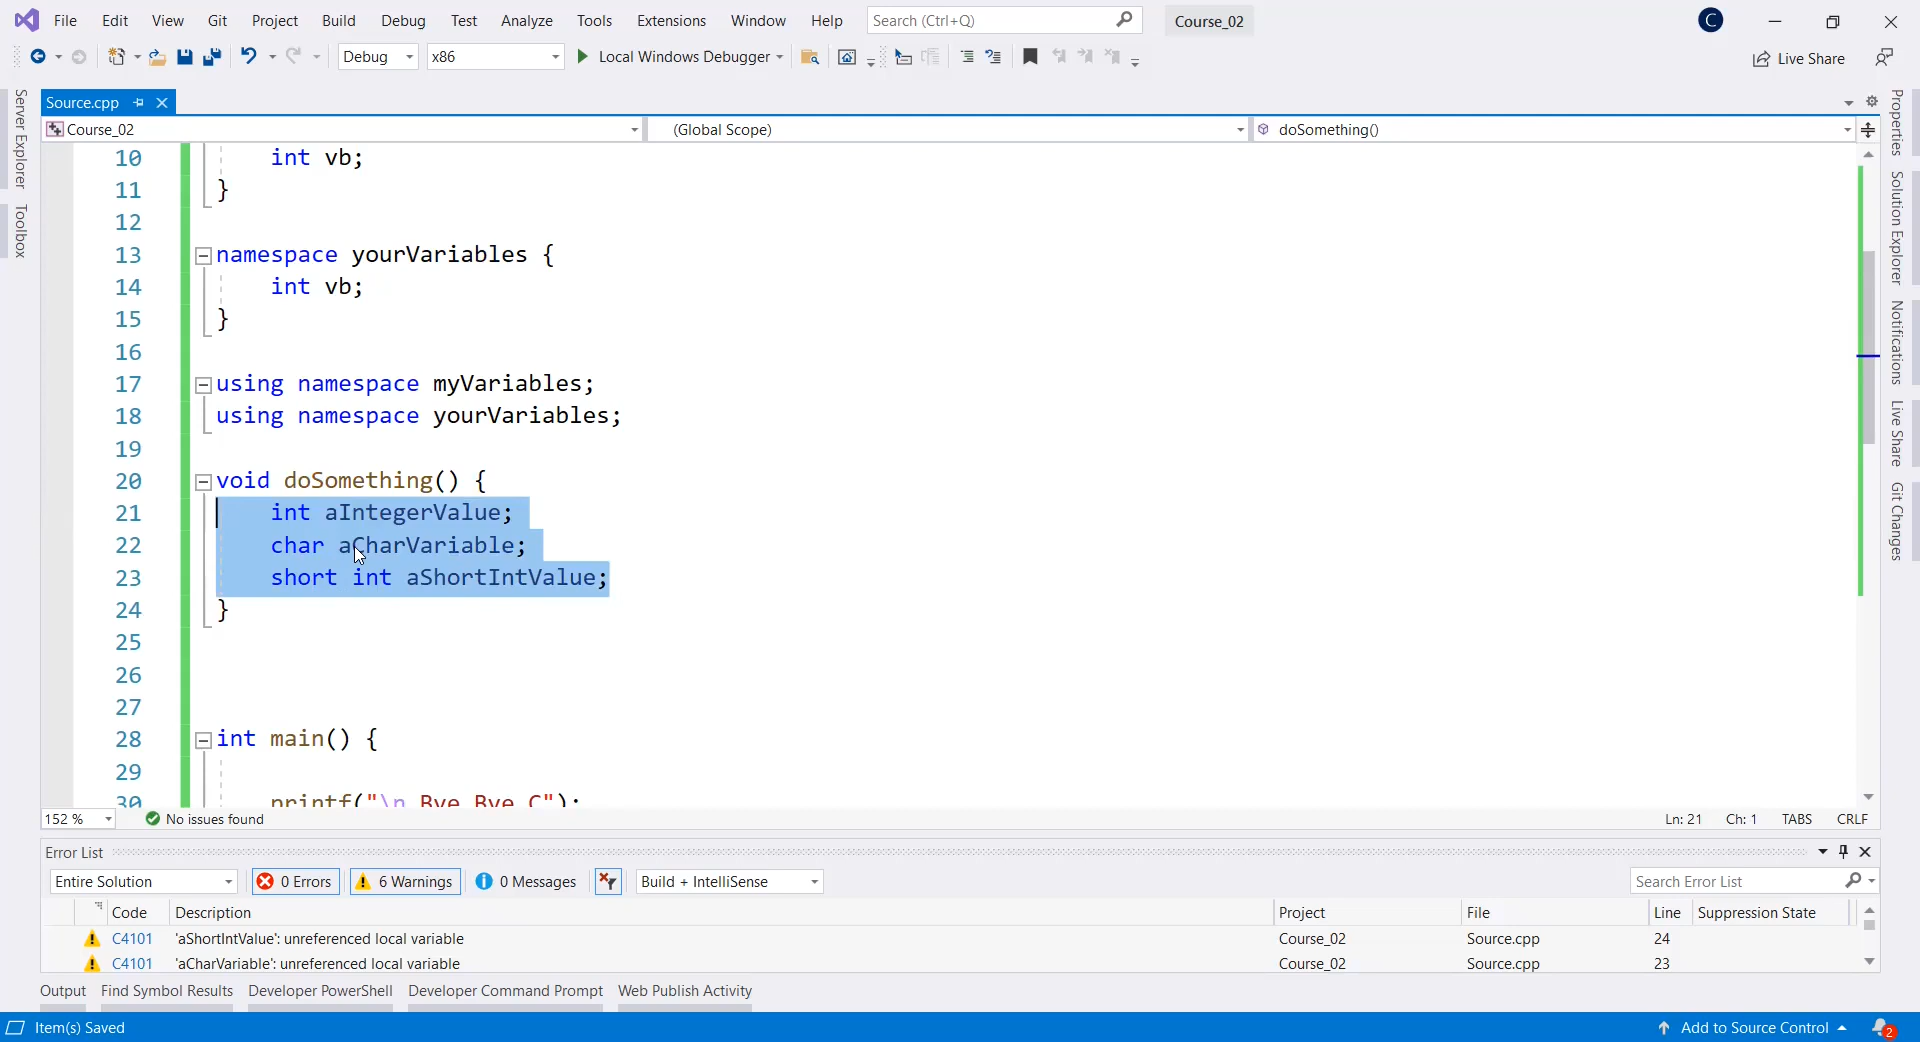 File Edit View Git Project Build Debug Test Analyze Tools Extensions Window Help Search (Ctrl+Q) Course_02 C
Debug x86 Local Windows Debugger Live Share
Source.cpp
Course_02 (Global Scope) doSomething()
Server Explorer
Toolbox
10 int vb;
11 }
12
13 namespace yourVariables {
14 int vb;
15 }
16
17 using namespace myVariables;
18 using namespace yourVariables;
19
20 void doSomething() {
21 int aIntegerValue;
22 char aCharVariable;
23 short int aShortIntValue;
24 }
25
26
27
28 int main() {
29
30 printf("\n Bye Bye C");
Properties
Solution Explorer
Notifications
Live Share
Git Changes
152 % No issues found Ln: 21 Ch: 1 TABS CRLF
Error List
Entire Solution 0 Errors 6 Warnings 0 Messages Build + IntelliSense Search Error List
Code Description Project File Line Suppression State
C4101 'aShortIntValue': unreferenced local variable Course_02 Source.cpp 24
C4101 'aCharVariable': unreferenced local variable Course_02 Source.cpp 23
Output Find Symbol Results Developer PowerShell Developer Command Prompt Web Publish Activity
Item(s) Saved Add to Source Control 2